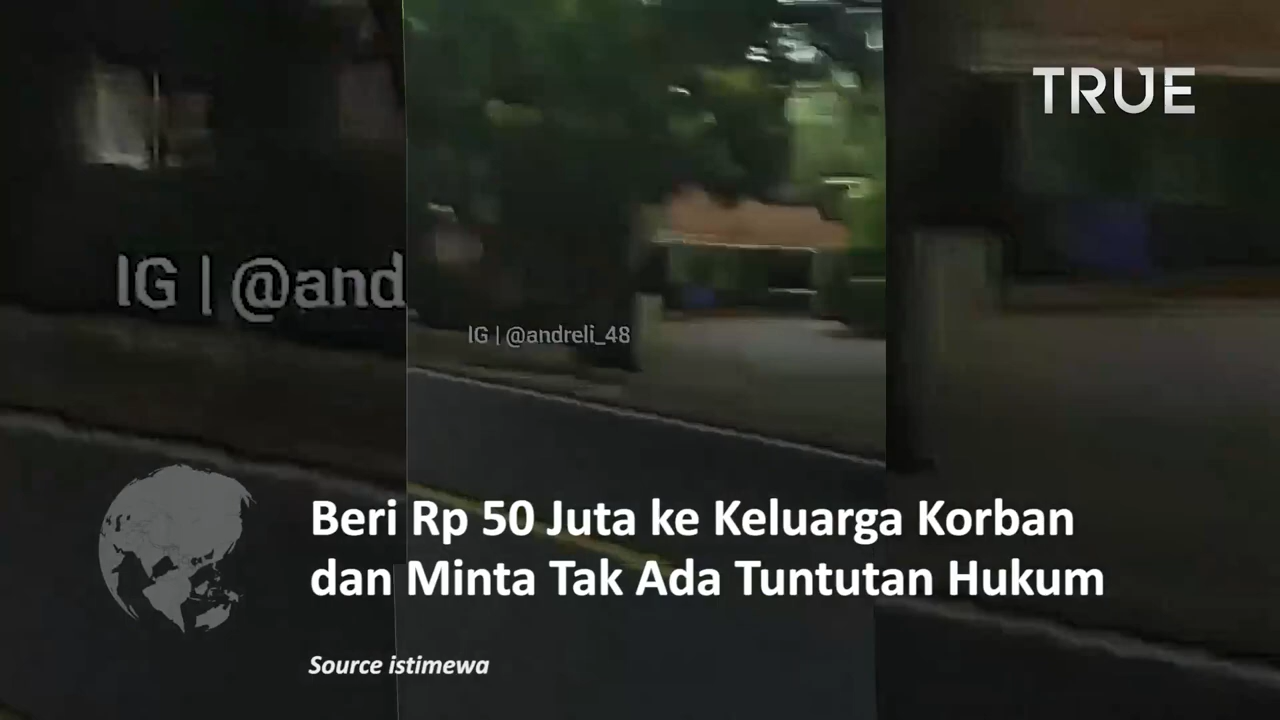 TRUE
IG | @and
IG | @andreli_48
Beri Rp 50 Juta ke Keluarga Korban
dan Minta Tak Ada Tuntutan Hukum
Source istimewa